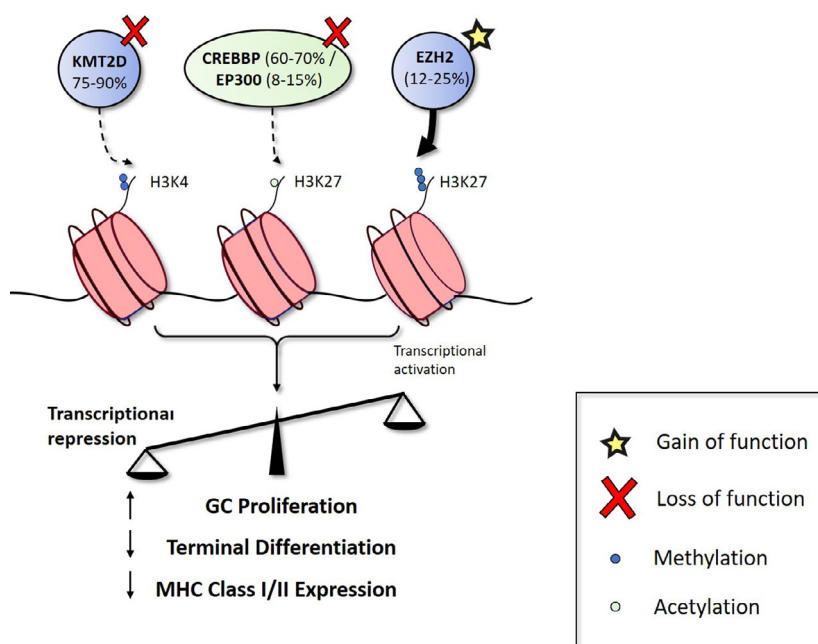 KMT2D
75-90%
CREBBP (60-70% /
EP300 (8-15%)
EZH2
(12-25%)
H3K4
H3K27
H3K27
Transcriptional
activation
Transcriptional
repression
GC Proliferation
Terminal Differentiation
MHC Class I/II Expression
Gain of function
Loss of function
Methylation
Acetylation